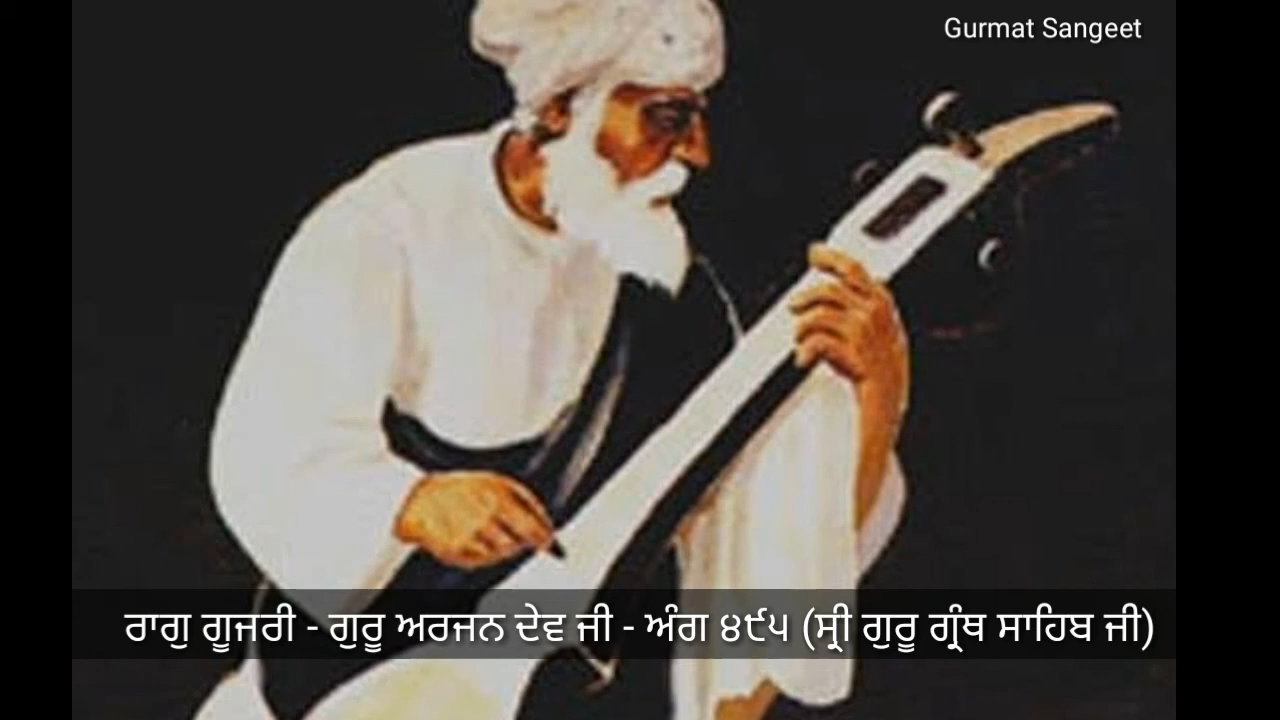 Gurmat Sangeet
ਰਾਗੁ ਗੂਜਰੀ - ਗੁਰੂ ਅਰਜਨ ਦੇਵ ਜੀ - ਅੰਗ ੪੯੫ (ਸ੍ਰੀ ਗੁਰੂ ਗ੍ਰੰਥ ਸਾਹਿਬ ਜੀ)